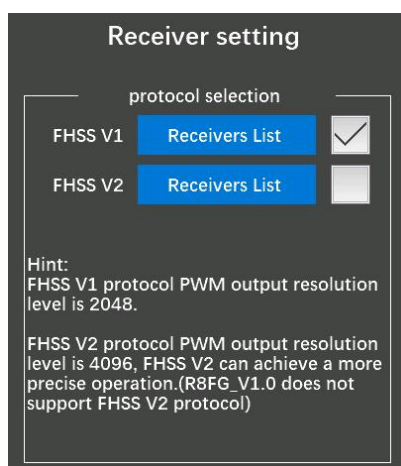 Receiver setting
protocol selection
FHSS V1 Receivers List
FHSS V2 Receivers List
Hint:
FHSS V1 protocol PWM output resolution
level is 2048.
FHSS V2 protocol PWM output resolution
level is 4096, FHSS V2 can achieve a more
precise operation.(R8FG_V1.0 does not
support FHSS V2 protocol)